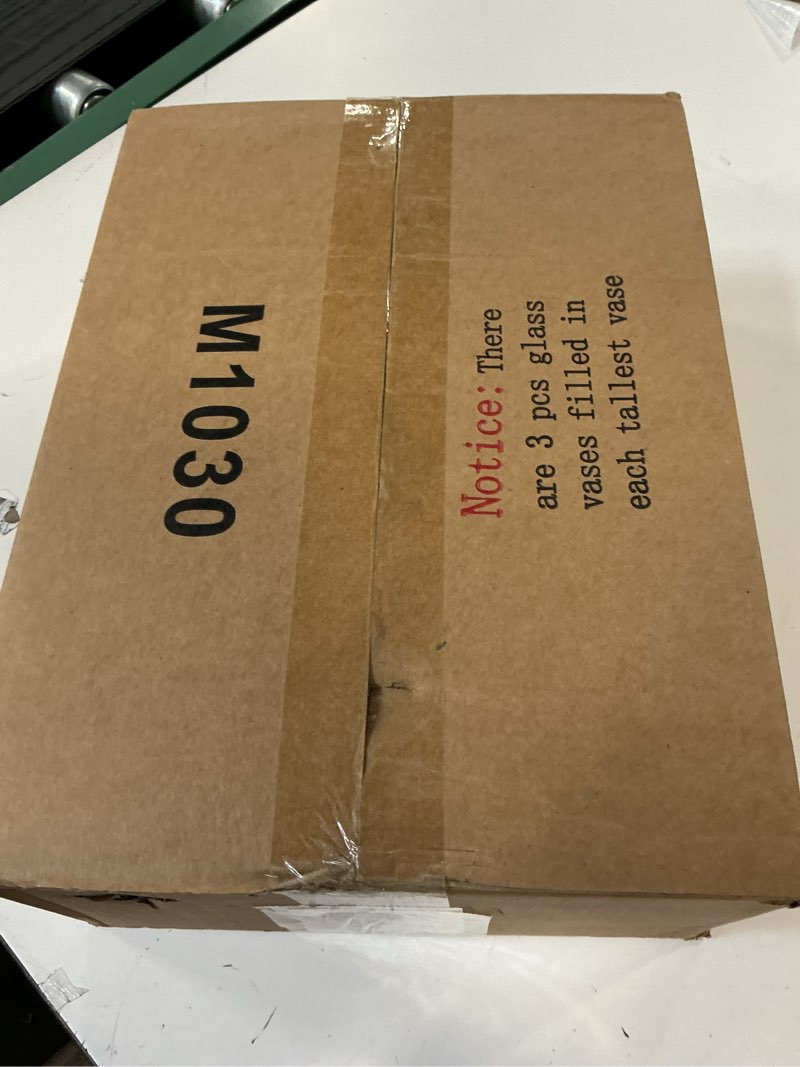 M1030
Notice: There
are 3 pcs glass
vases filled in
each tallest vase